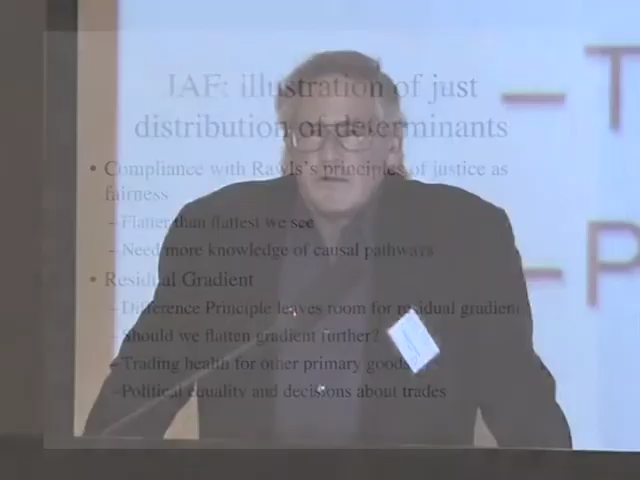 JAF: illustration of just
distribution of determinants
• Compliance with Rawls's principles of justice as
fairness
– Flatter than flattest we see
– Need more knowledge of causal pathways
• Residual Gradient
– Difference Principle leaves room for residual gradient
– Should we flatten gradient further?
– Trading health for other primary goods
– Political equality and decisions about trades
– T
– P